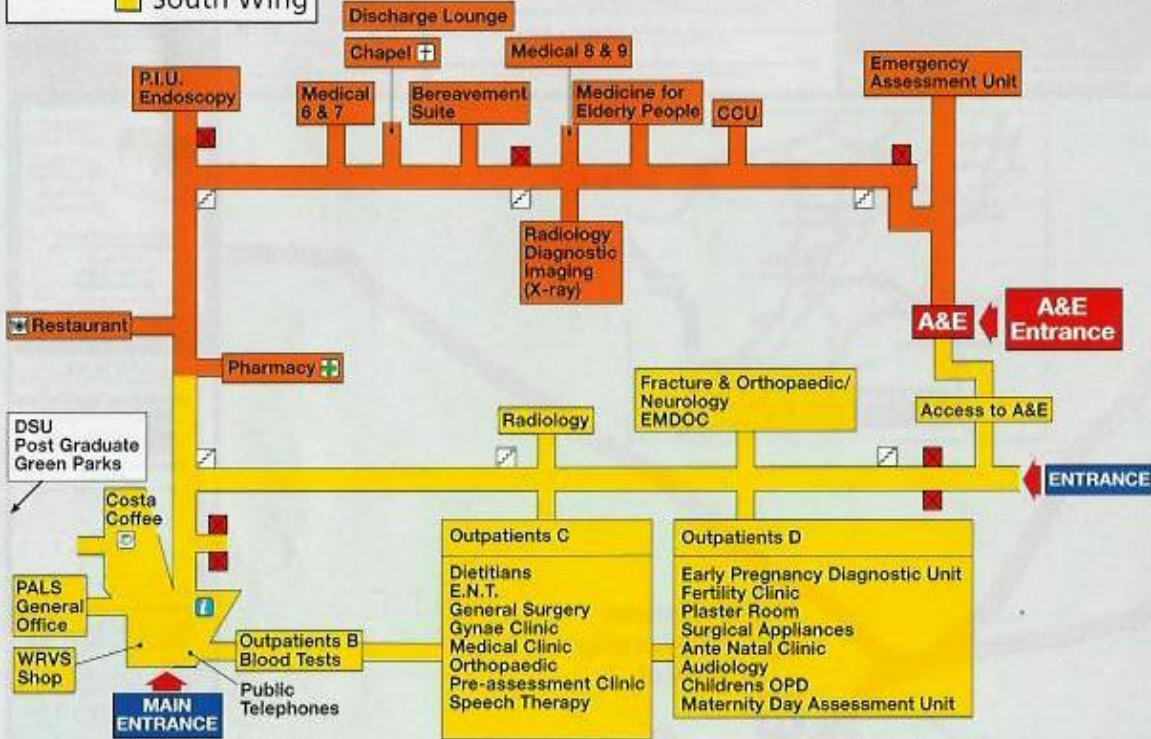 South Wing
Discharge Lounge
Chapel
Medical 8 & 9
P.I.U.
Endoscopy
Medical
6 & 7
Bereavement
Suite
Medicine for
Elderly People
CCU
Emergency
Assessment Unit
Radiology
Diagnostic
Imaging
(X-ray)
Restaurant
Pharmacy
A&E
A&E
Entrance
Fracture & Orthopaedic/
Neurology
EMDOC
Radiology
Access to A&E
DSU
Post Graduate
Green Parks
ENTRANCE
Costa
Coffee
PALS
General
Office
WRVS
Shop
MAIN
ENTRANCE
Public
Telephones
Outpatients B
Blood Tests
Outpatients C
Dietitians
E.N.T.
General Surgery
Gynae Clinic
Medical Clinic
Orthopaedic
Pre-assessment Clinic
Speech Therapy
Outpatients D
Early Pregnancy Diagnostic Unit
Fertility Clinic
Plaster Room
Surgical Appliances
Ante Natal Clinic
Audiology
Childrens OPD
Maternity Day Assessment Unit